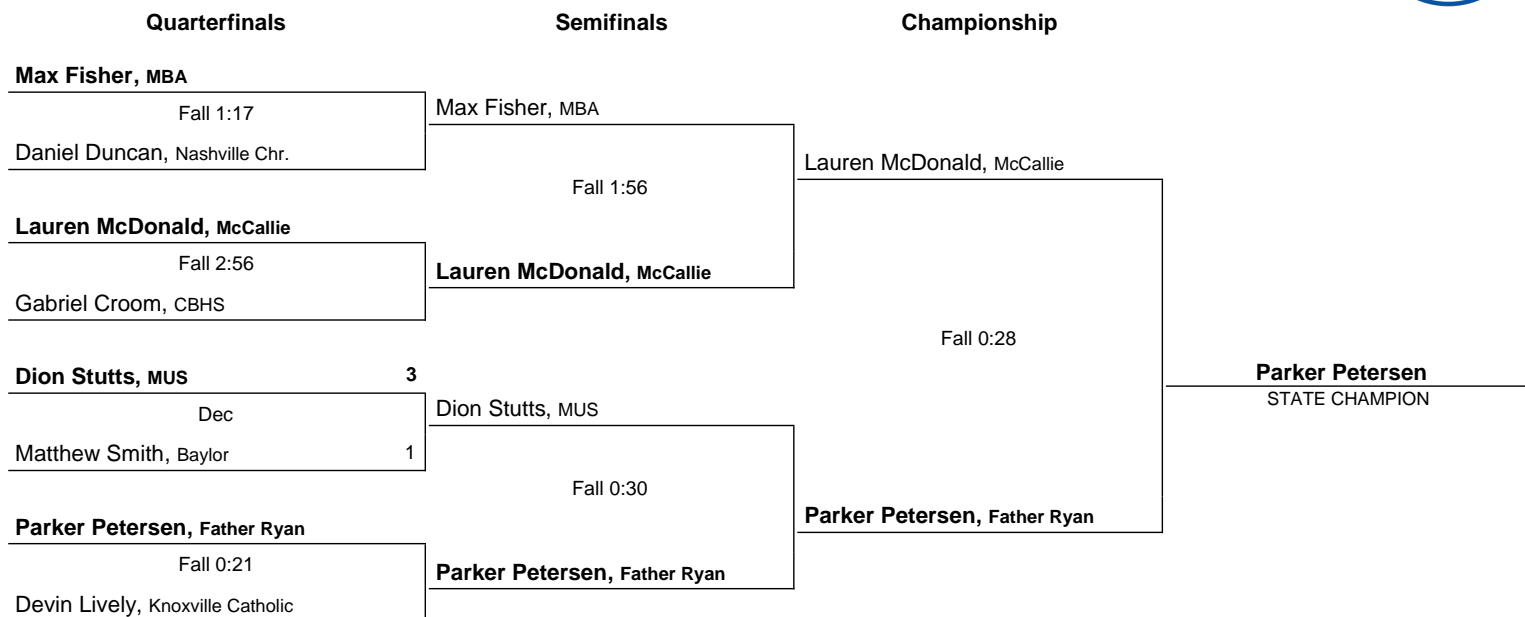 Quarterfinals Semifinals Championship
Max Fisher, MBA
Fall 1:17
Daniel Duncan, Nashville Chr.
Lauren McDonald, McCallie
Fall 2:56
Gabriel Croom, CBHS
Dion Stutts, MUS 3
Dec
Matthew Smith, Baylor 1
Parker Petersen, Father Ryan
Fall 0:21
Devin Lively, Knoxville Catholic
Max Fisher, MBA
Fall 1:56
Lauren McDonald, McCallie
Dion Stutts, MUS
Fall 0:30
Parker Petersen, Father Ryan
Lauren McDonald, McCallie
Fall 0:28
Parker Petersen, Father Ryan
Parker Petersen
STATE CHAMPION